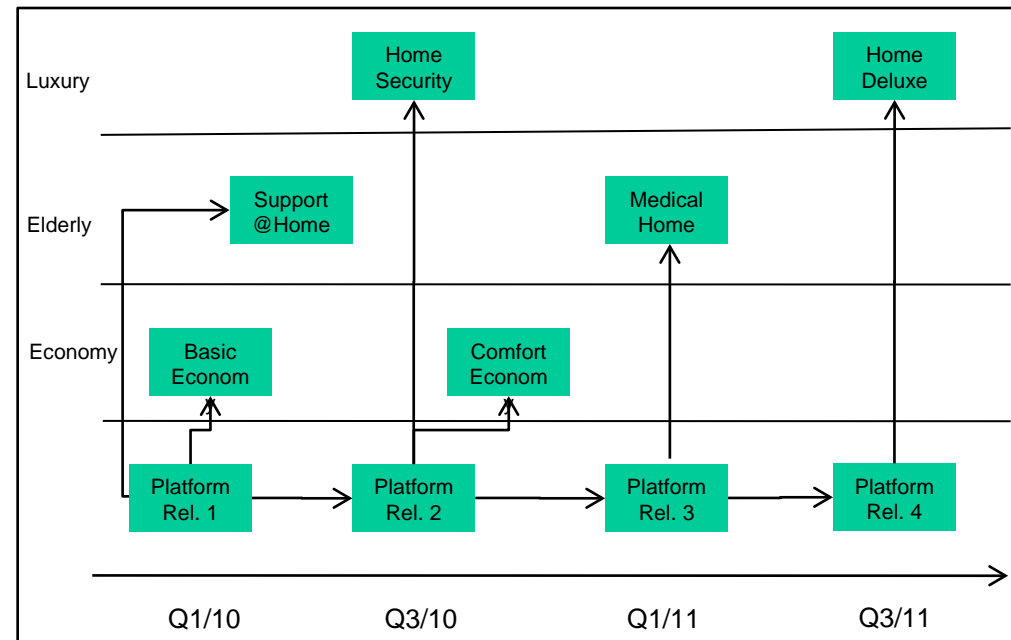 Luxury
Home
Security
Home
Deluxe
Elderly
Support
@Home
Medical
Home
Economy
Basic
Econom
Comfort
Econom
Platform
Rel. 1
Platform
Rel. 2
Platform
Rel. 3
Platform
Rel. 4
Q1/10
Q3/10
Q1/11
Q3/11